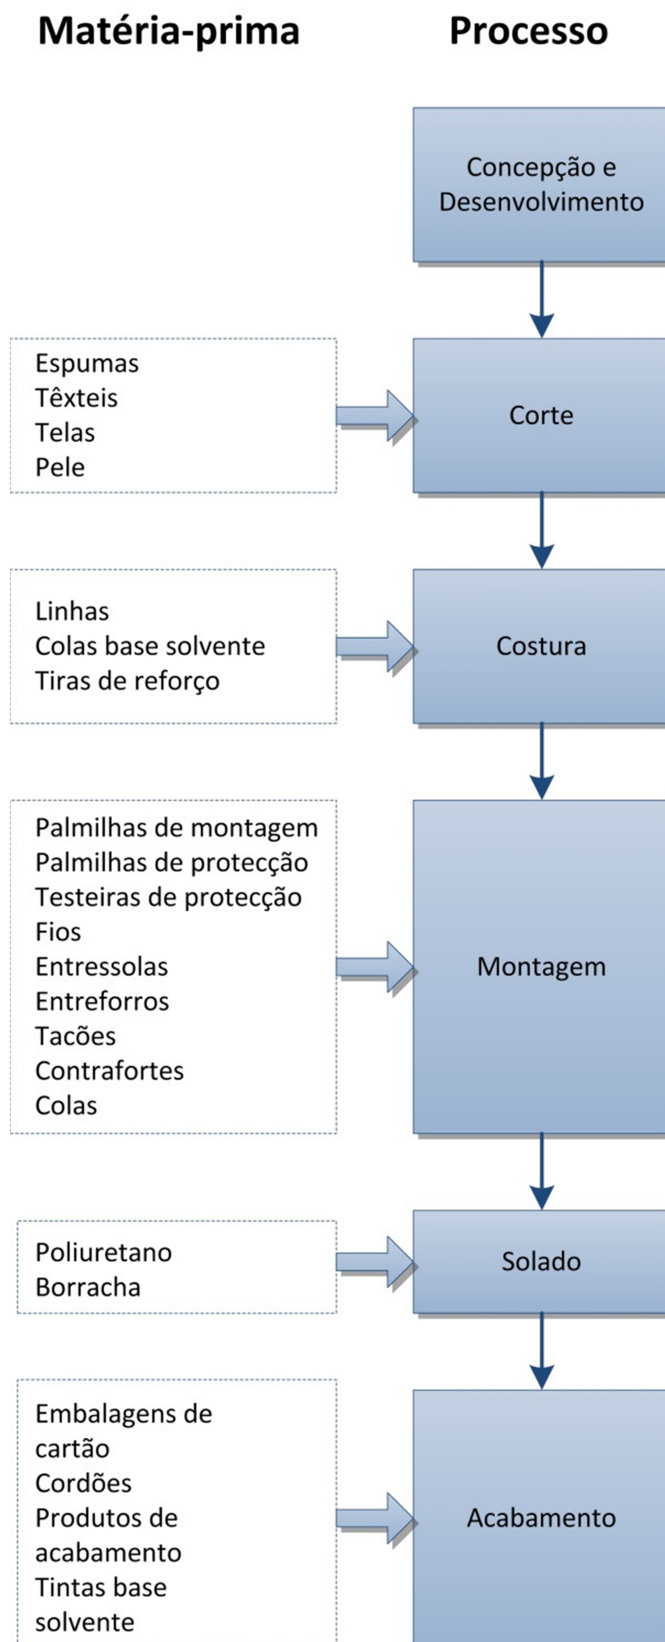 Matéria-prima
Processo
Concepção e
Desenvolvimento
Espumas
Têxteis
Telas
Pele
Corte
Linhas
Colas base solvente
Tiras de reforço
Costura
Palmilhas de montagem
Palmilhas de protecção
Testeiras de protecção
Fios
Entressolas
Entreforros
Tacões
Contrafortes
Colas
Montagem
Poliuretano
Borracha
Solado
Embalagens de
cartão
Cordões
Produtos de
acabamento
Tintas base
solvente
Acabamento